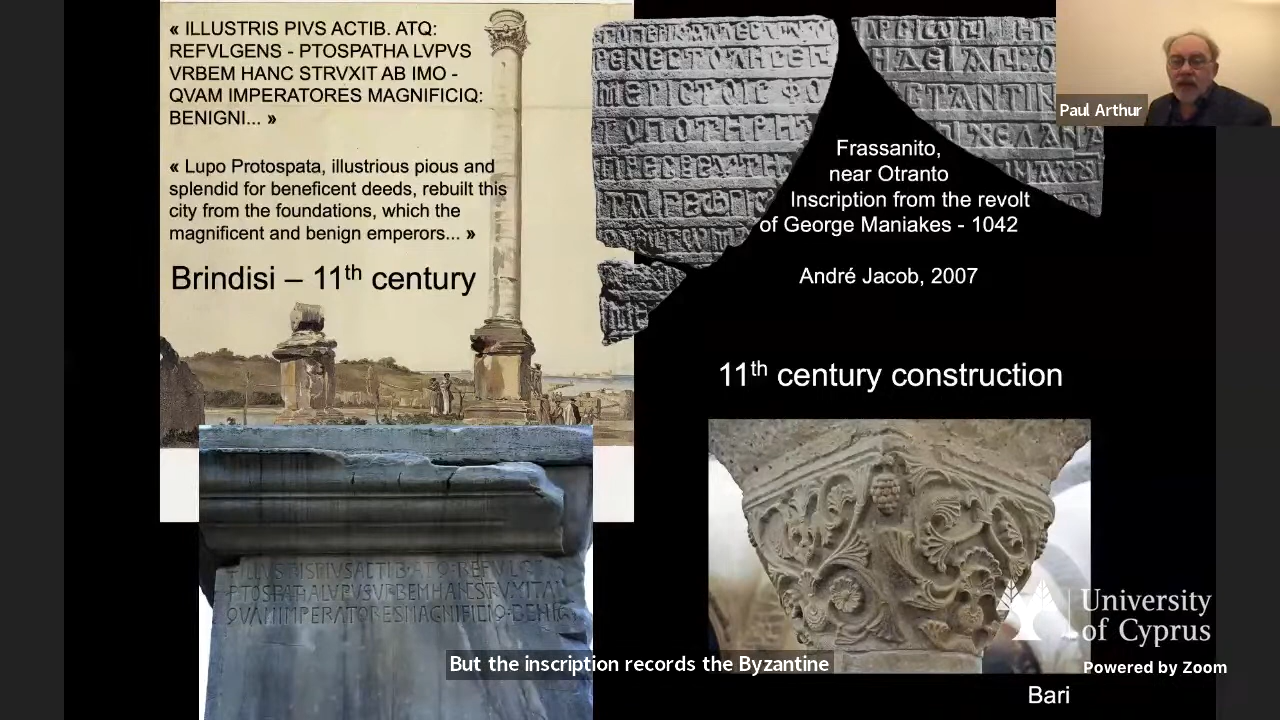 « ILLUSTRIS PIVS ACTIB. ATQ:
REFVLGENS - PTOSPATHA LVPVS
VRBEM HANC STRVXIT AB IMO -
QVAM IMPERATORES MAGNIFICIQ:
BENIGNI... »
« Lupo Protospata, illustrious pious and
splendid for beneficent deeds, rebuilt this
city from the foundations, which the
magnificent and benign emperors... »
Brindisi – 11th century
Frassanito,
near Otranto
Inscription from the revolt
of George Maniakes - 1042
André Jacob, 2007
11th century construction
Paul Arthur
But the inscription records the Byzantine
University
of Cyprus
Powered by Zoom
Bari